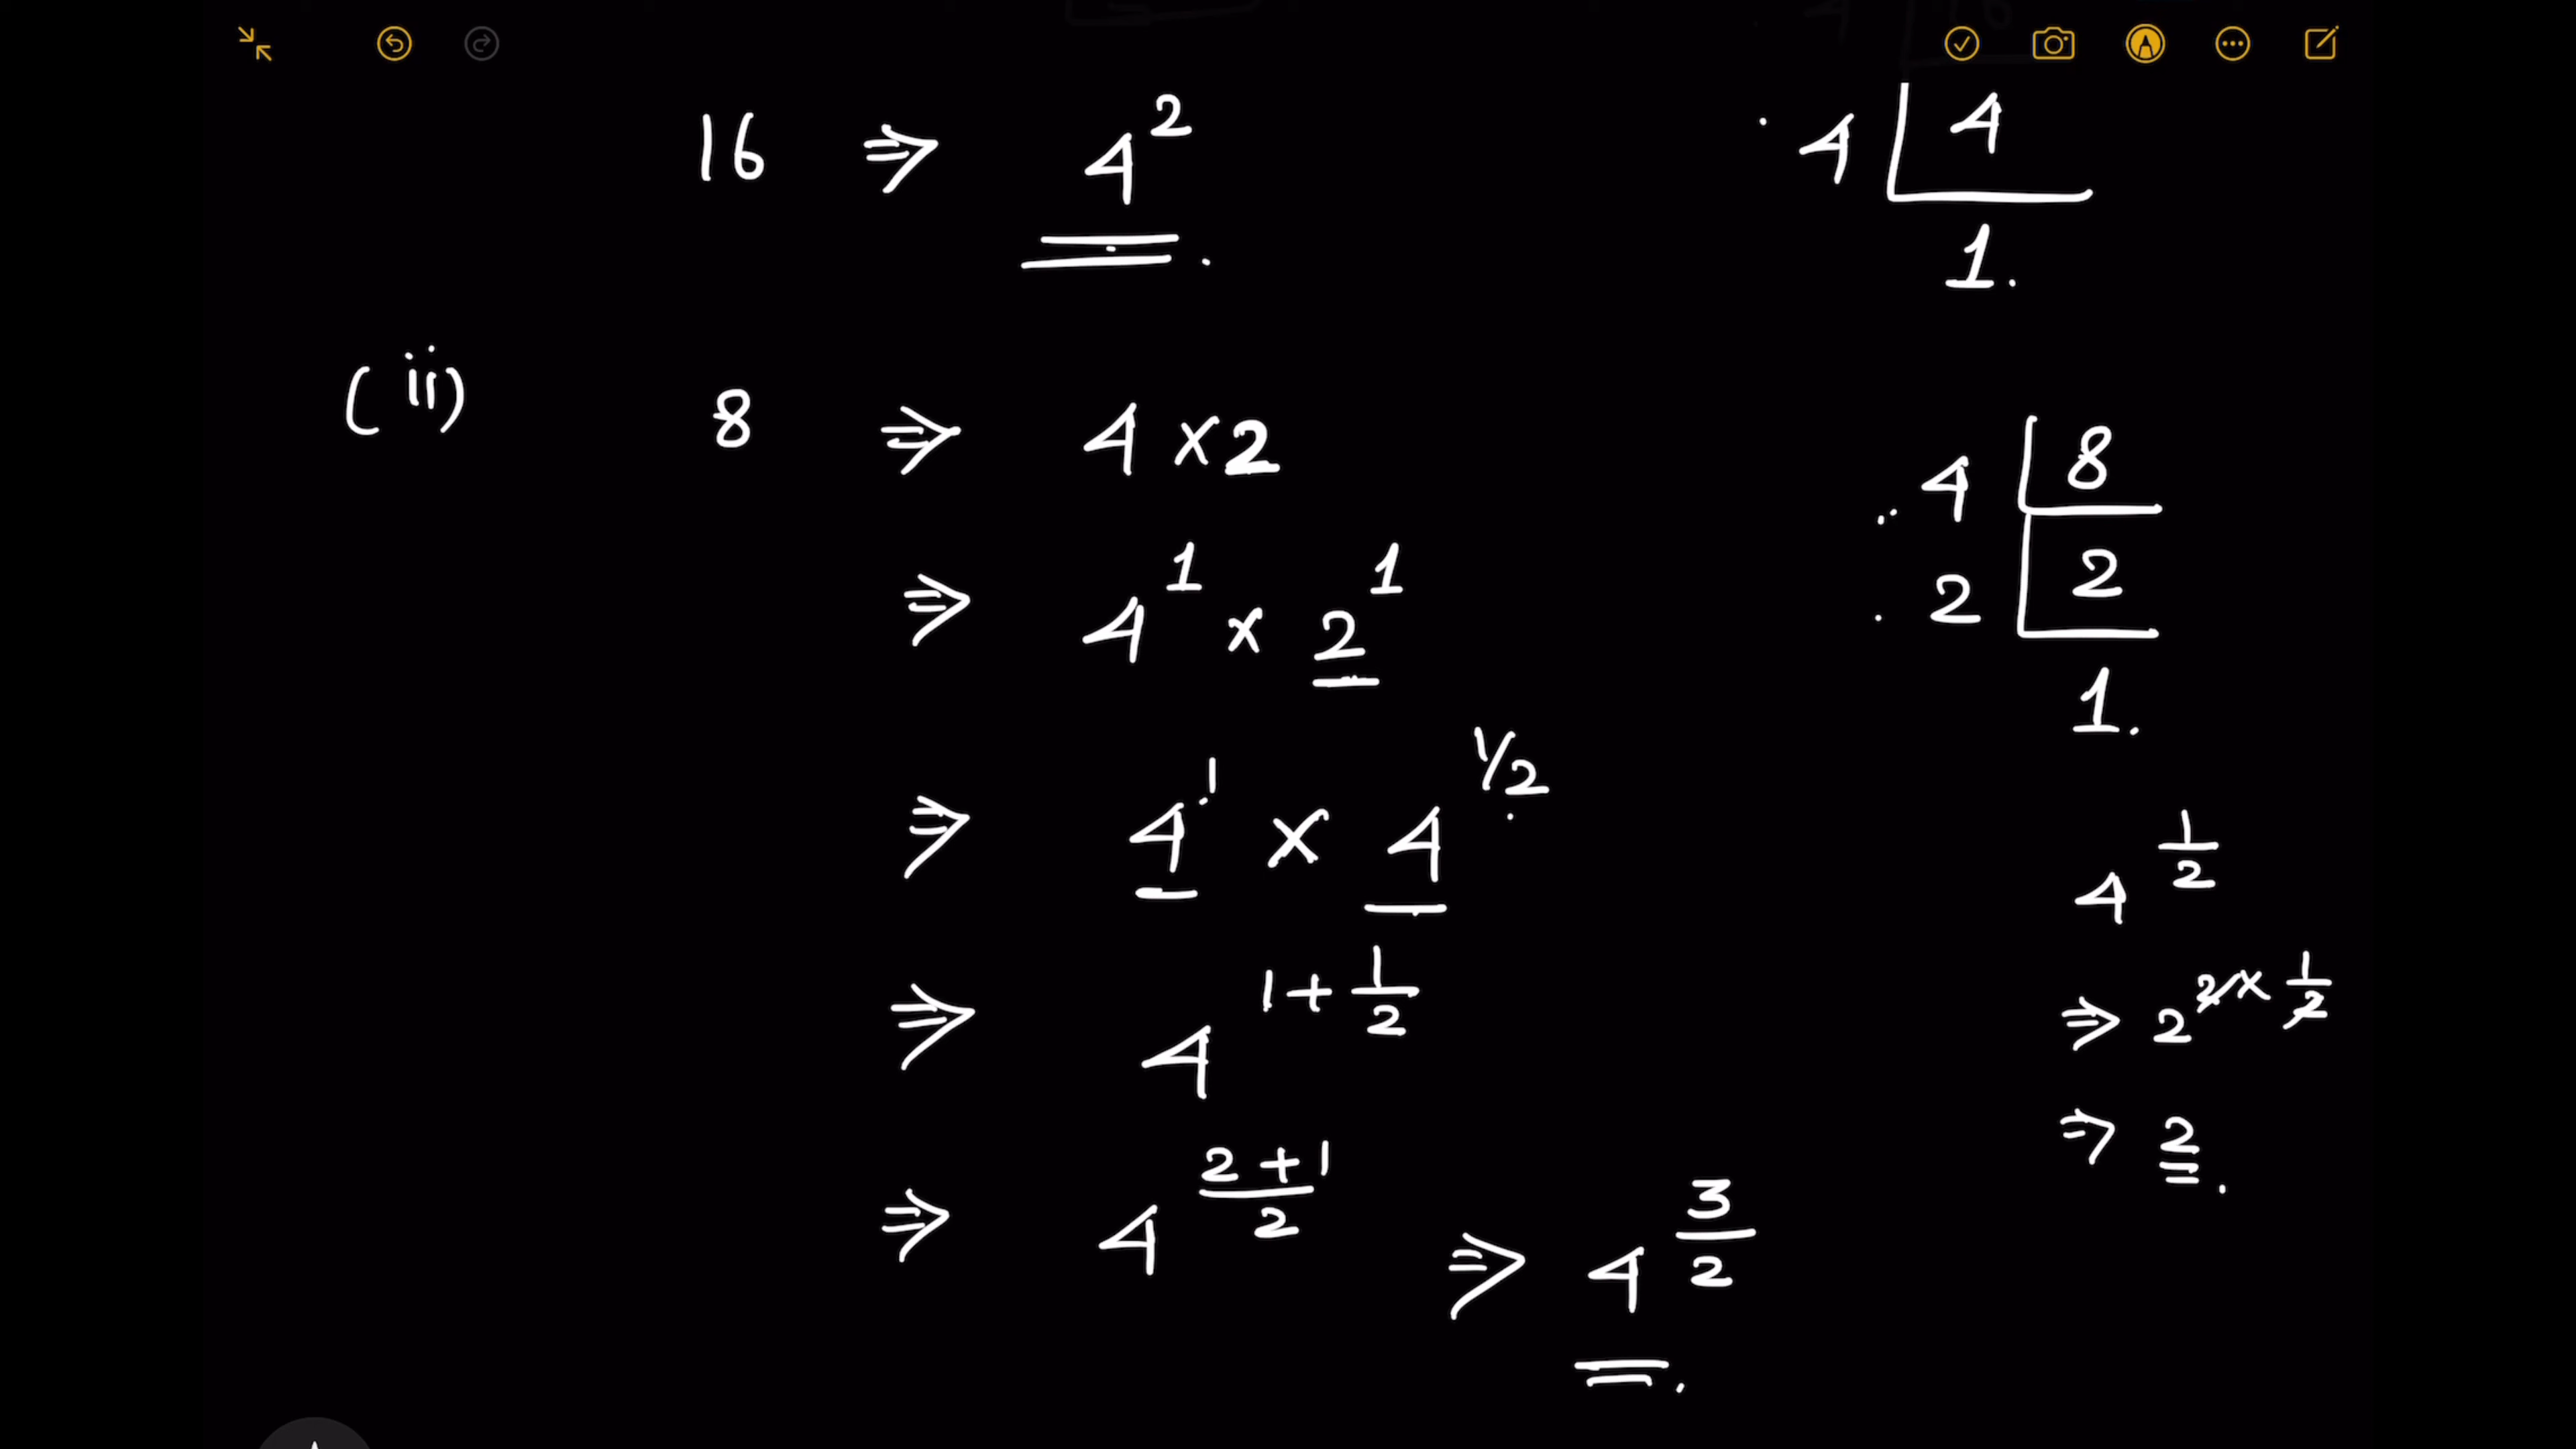 16 ⇒ 4²
4 | 4
1.
(ii) 8 ⇒ 4 × 2
4 | 8
2 | 2
1.
⇒ 4¹ × 2¹
⇒ 4¹ × 4^1/2
⇒ 4^(1 + 1/2)
⇒ 4^((2 + 1)/2) ⇒ 4^(3/2)
4^(1/2)
⇒ 2^(2 × 1/2)
⇒ 2.